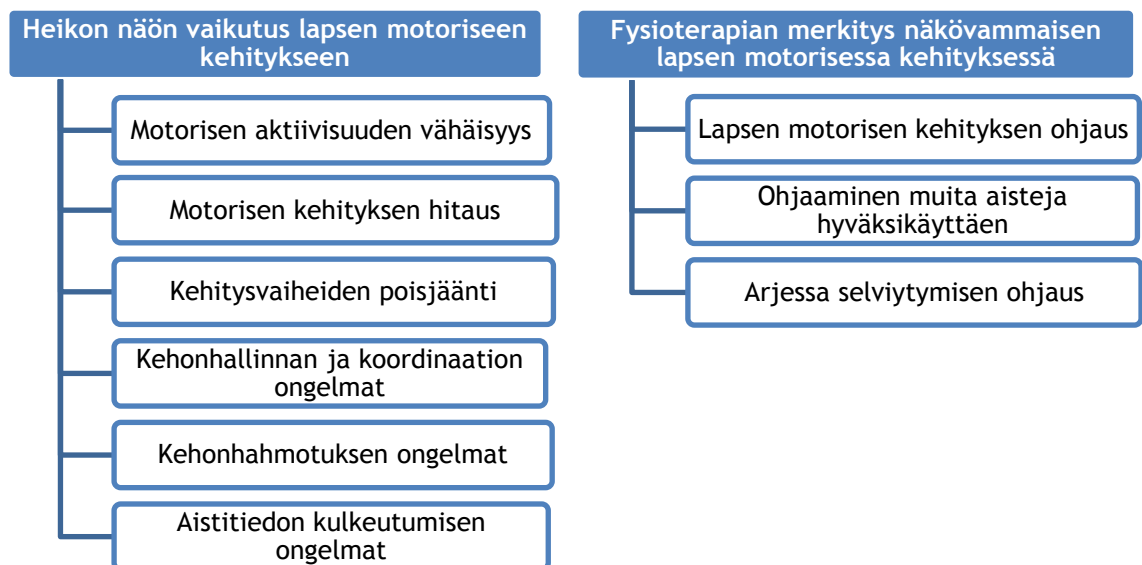 Heikon näön vaikutus lapsen motoriseen
kehitykseen
Motorisen aktiivisuuden vähäisyys
Motorisen kehityksen hitaus
Kehitysvaiheiden poisjäänti
Kehonhallinnan ja koordinaation
ongelmat
Kehonhahmotuksen ongelmat
Aistitiedon kulkeutumisen
ongelmat
Fysioterapian merkitys näkövammaisen
lapsen motorisessa kehityksessä
Lapsen motorisen kehityksen ohjaus
Ohjaaminen muita aisteja
hyväksikäyttäen
Arjessa selviytymisen ohjaus